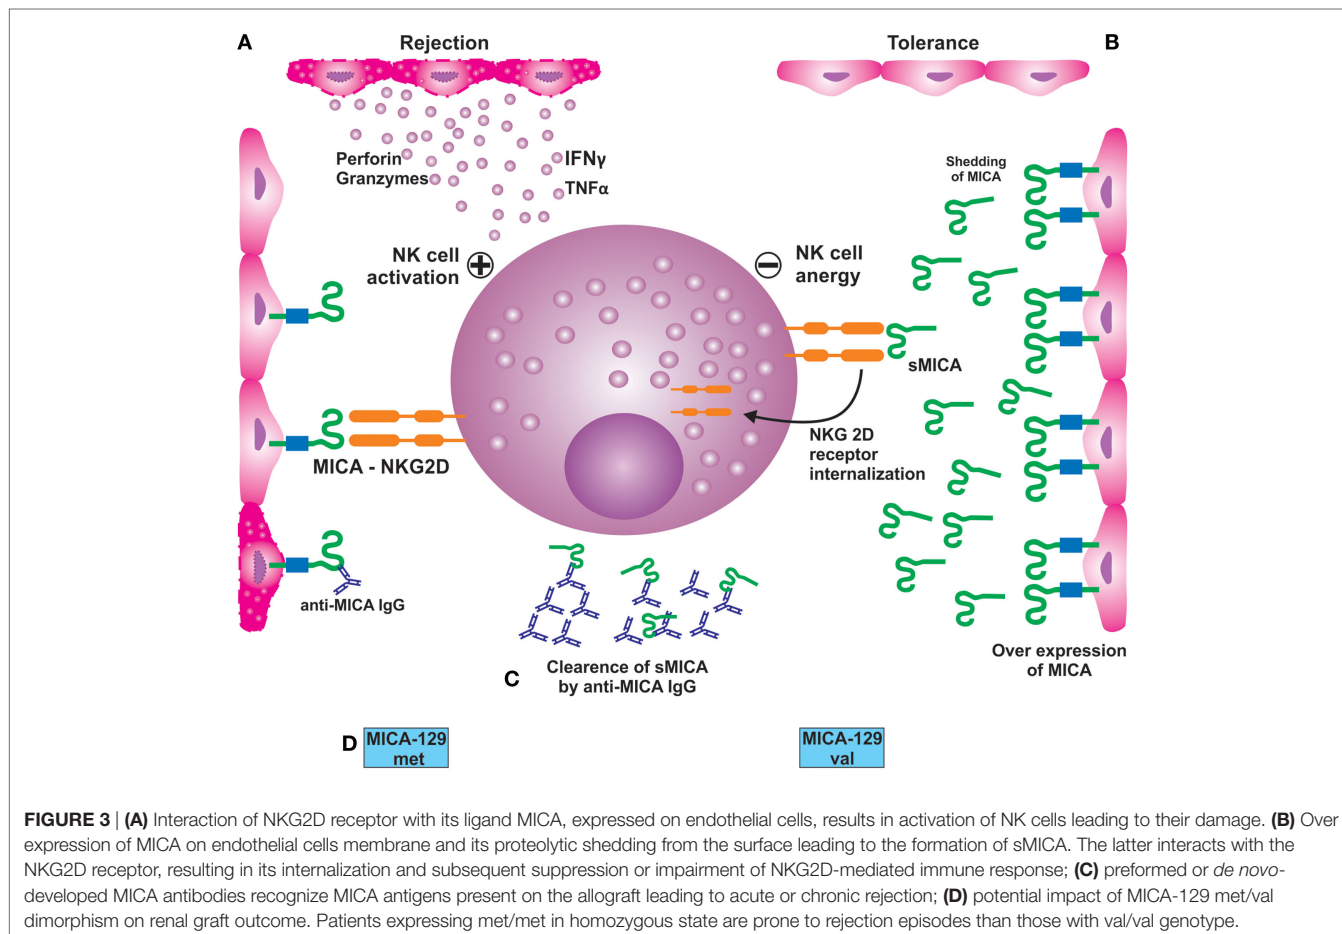 A
Rejection
Tolerance
B
Perforin
Granzymes
IFNγ
TNFα
Shedding
of MICA
NK cell
activation
NK cell
anergy
sMICA
NKG 2D
receptor
internalization
MICA - NKG2D
anti-MICA IgG
C
Clearence of sMICA
by anti-MICA IgG
Over expression
of MICA
D
MICA-129
met
MICA-129
val
FIGURE 3 | (A) Interaction of NKG2D receptor with its ligand MICA, expressed on endothelial cells, results in activation of NK cells leading to their damage. (B) Over
expression of MICA on endothelial cells membrane and its proteolytic shedding from the surface leading to the formation of sMICA. The latter interacts with the
NKG2D receptor, resulting in its internalization and subsequent suppression or impairment of NKG2D-mediated immune response; (C) preformed or de novo-
developed MICA antibodies recognize MICA antigens present on the allograft leading to acute or chronic rejection; (D) potential impact of MICA-129 met/val
dimorphism on renal graft outcome. Patients expressing met/met in homozygous state are prone to rejection episodes than those with val/val genotype.